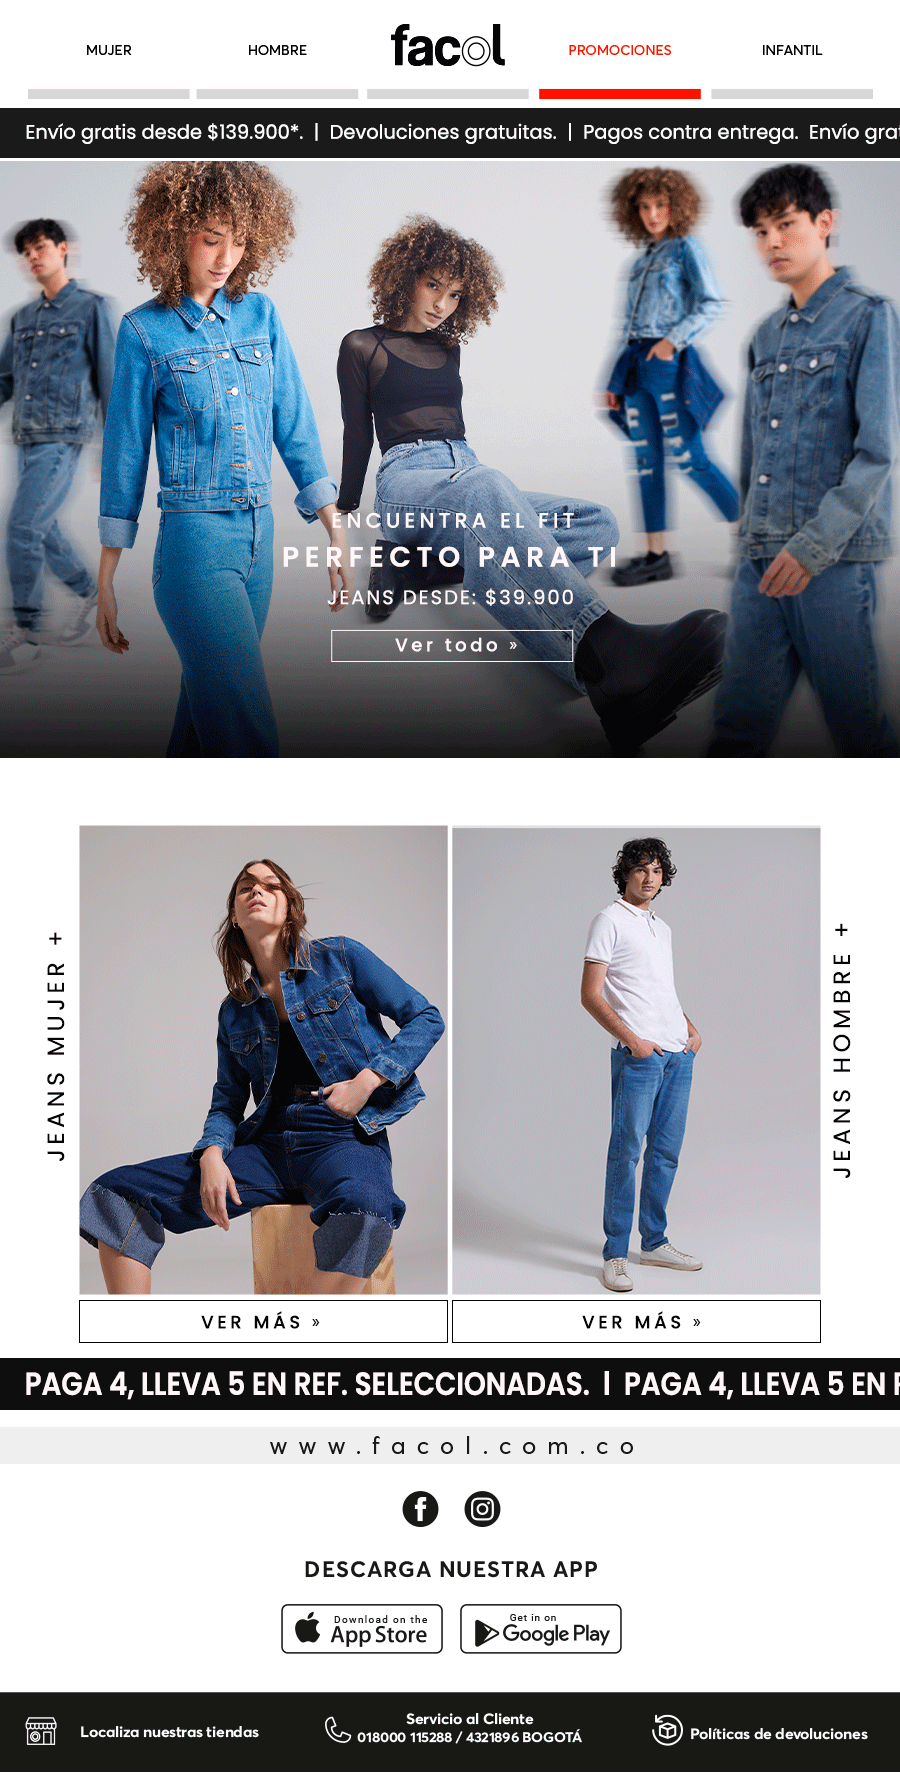 MUJER
HOMBRE
facol
PROMOCIONES
INFANTIL
Envío gratis desde $139.900*. | Devoluciones gratuitas. | Pagos contra entrega. Envío grat
ENCUENTRA EL FIT
PERFECTO PARA TI
JEANS DESDE: $39.900
Ver todo »
JEANS MUJER +
JEANS HOMBRE +
VER MÁS »
VER MÁS »
PAGA 4, LLEVA 5 EN REF. SELECCIONADAS. | PAGA 4, LLEVA 5 EN R
www.facol.com.co
DESCARGA NUESTRA APP
Download on the
App Store
Get in on
Google Play
Localiza nuestras tiendas
Servicio al Cliente
018000 115288 / 4321896 BOGOTÁ
Políticas de devoluciones